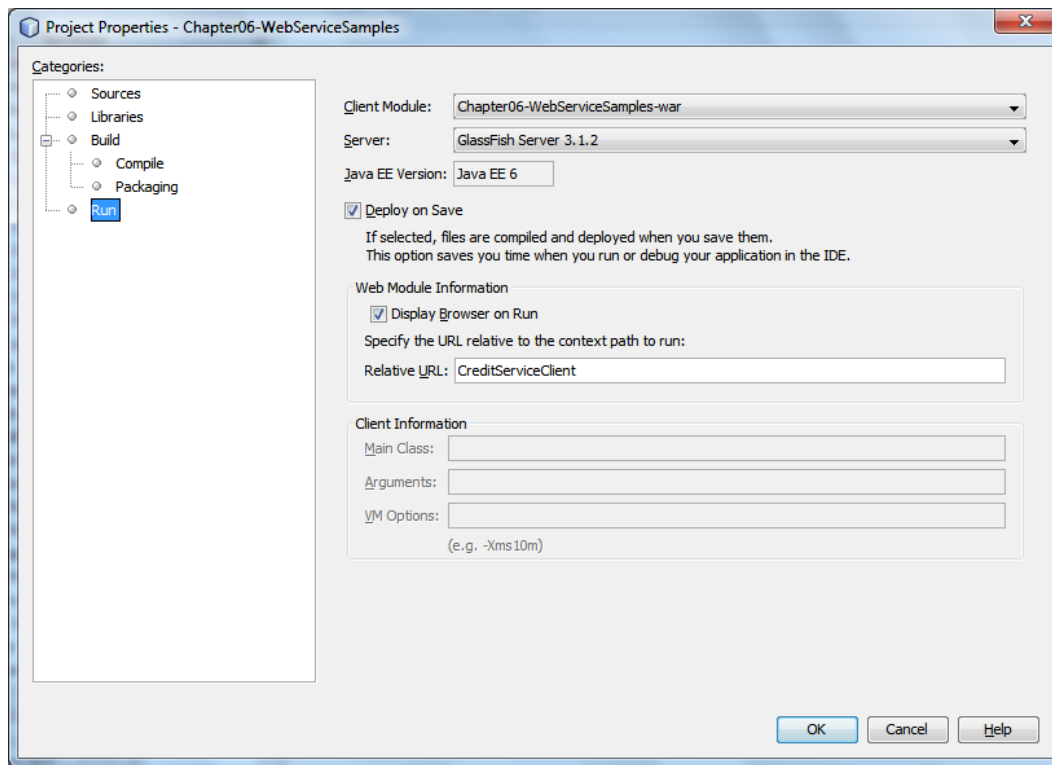 Project Properties - Chapter06-WebServiceSamples
x
Categories:
Sources
Libraries
Build
Compile
Packaging
Run
Client Module: Chapter06-WebServiceSamples-war
Server: GlassFish Server 3.1.2
Java EE Version: Java EE 6
Deploy on Save
If selected, files are compiled and deployed when you save them.
This option saves you time when you run or debug your application in the IDE.
Web Module Information
Display Browser on Run
Specify the URL relative to the context path to run:
Relative URL: CreditServiceClient
Client Information
Main Class:
Arguments:
VM Options:
(e.g. -Xms10m)
OK Cancel Help